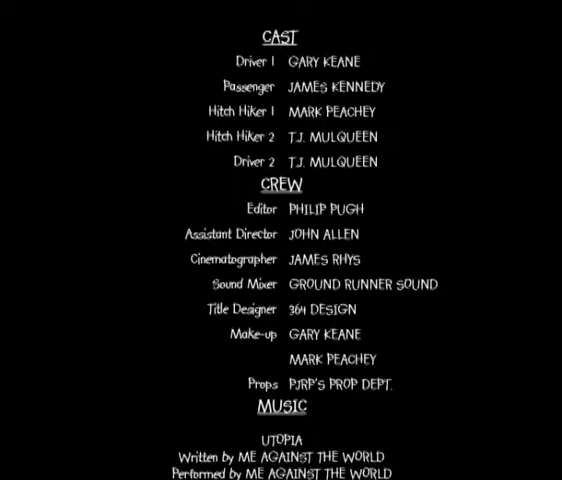 CAST
Driver 1 GARY KEANE
Passenger JAMES KENNEDY
Hitch Hiker 1 MARK PEACHEY
Hitch Hiker 2 T.J. MULQUEEN
Driver 2 T.J. MULQUEEN
CREW
Editor PHILIP PUGH
Assistant Director JOHN ALLEN
Cinematographer JAMES RHYS
Sound Mixer GROUND RUNNER SOUND
Title Designer 364 DESIGN
Make-up GARY KEANE
MARK PEACHEY
Props PJRP'S PROP DEPT.
MUSIC
UTOPIA
Written by ME AGAINST THE WORLD
Performed by ME AGAINST THE WORLD